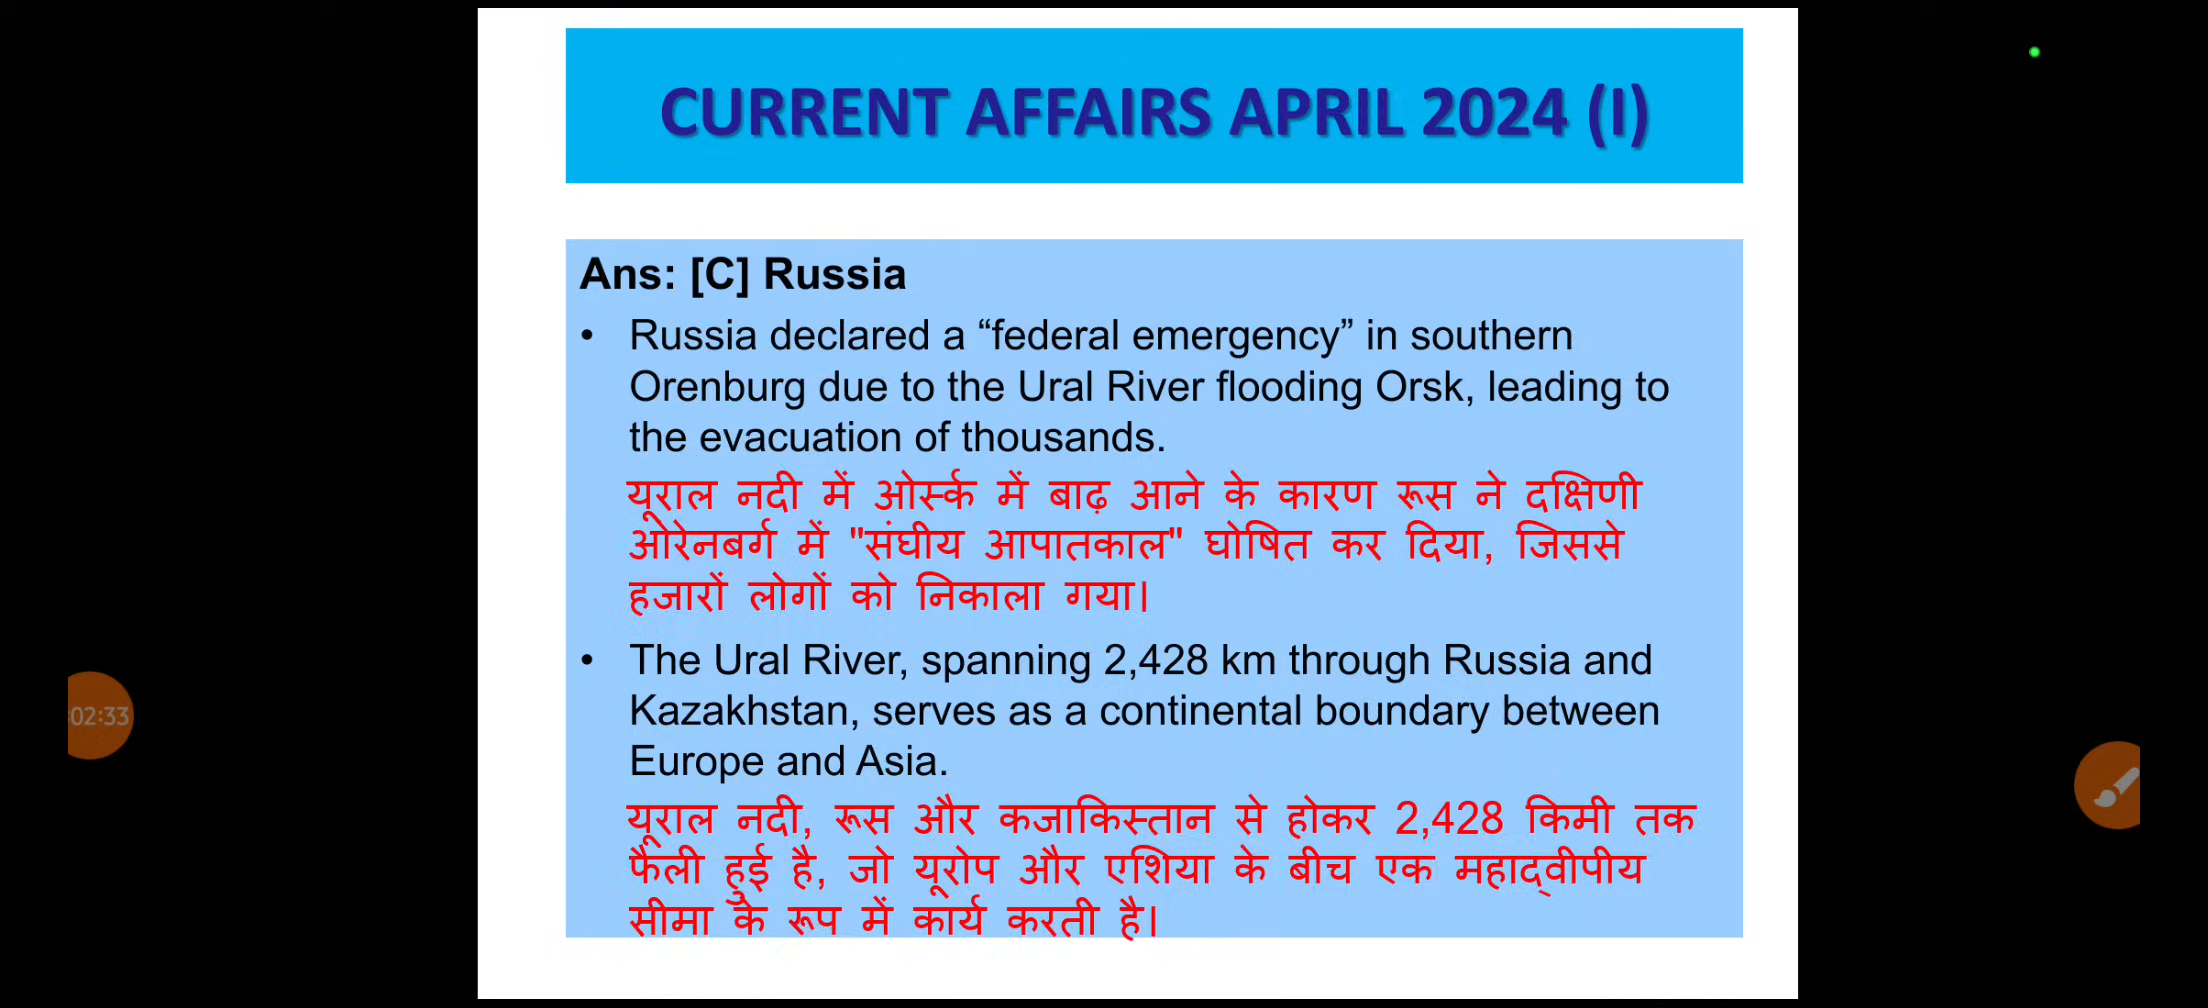 CURRENT AFFAIRS APRIL 2024 (I)
Ans: [C] Russia
• Russia declared a “federal emergency” in southern
Orenburg due to the Ural River flooding Orsk, leading to
the evacuation of thousands.
यूराल नदी में ओर्स्क में बाढ़ आने के कारण रूस ने दक्षिणी
ओरेनबर्ग में "संघीय आपातकाल" घोषित कर दिया, जिससे
हजारों लोगों को निकाला गया।
• The Ural River, spanning 2,428 km through Russia and
Kazakhstan, serves as a continental boundary between
Europe and Asia.
यूराल नदी, रूस और कजाकिस्तान से होकर 2,428 किमी तक
फैली हुई है, जो यूरोप और एशिया के बीच एक महाद्वीपीय
सीमा के रूप में कार्य करती है।
:02:33